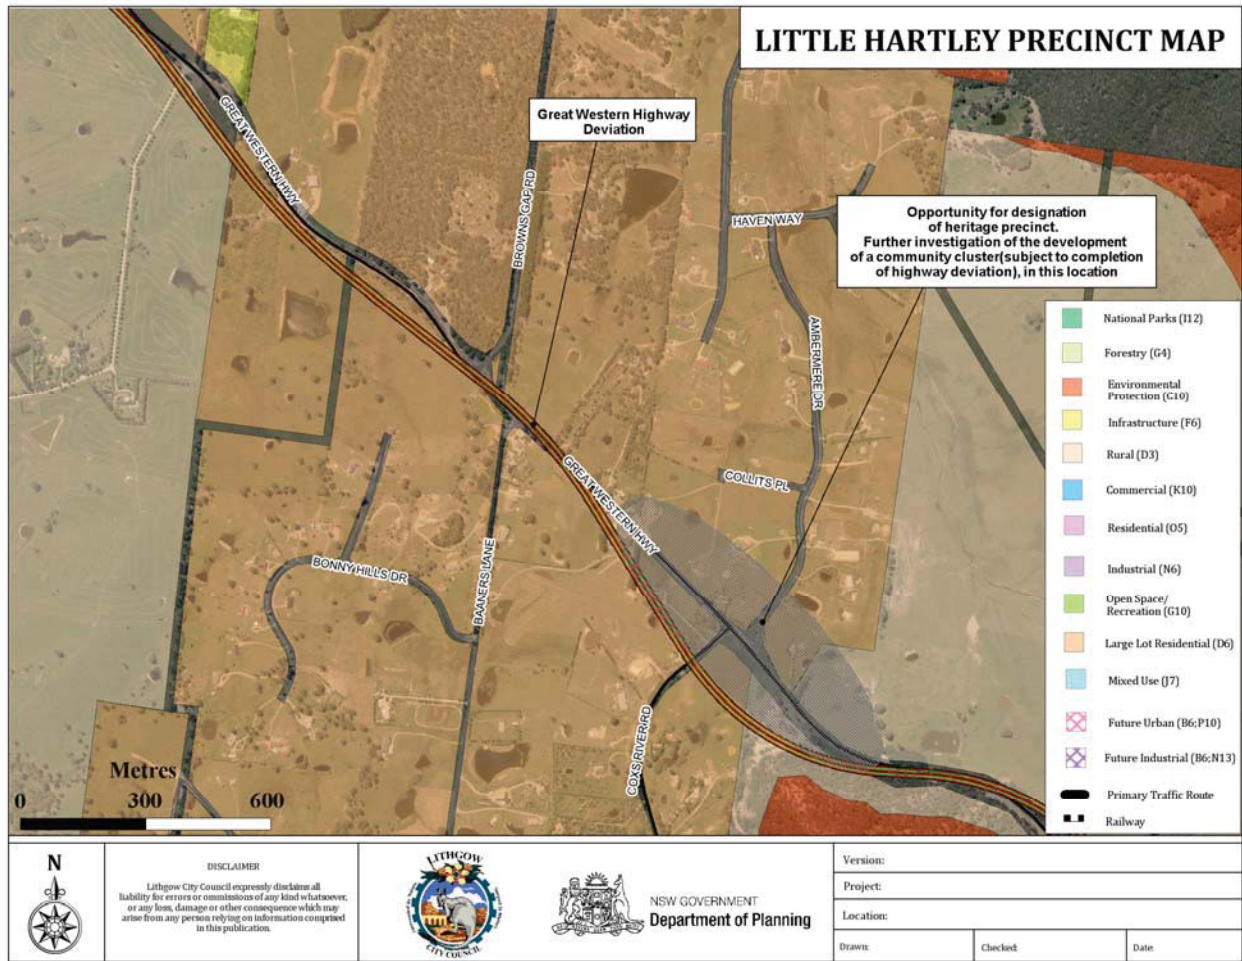 LITTLE HARTLEY PRECINCT MAP
Great Western Highway
Deviation
GREAT WESTERN HWY
BROWNS GAP RD
HAVEN WAY
Opportunity for designation
of heritage precinct.
Further investigation of the development
of a community cluster(subject to completion
of highway deviation), in this location
AMBERMERE DR
COLLITS PL
GREAT WESTERN HWY
BONNY HILLS DR
BAANERS LANE
COXS RIVER RD
National Parks (I12)
Forestry (G4)
Environmental
Protection (G10)
Infrastructure (F6)
Rural (D3)
Commercial (K10)
Residential (O5)
Industrial (N6)
Open Space/
Recreation (G10)
Large Lot Residential (D6)
Mixed Use (J7)
Future Urban (B6;P10)
Future Industrial (B6;N13)
Primary Traffic Route
Railway
Metres
0 300 600
N
DISCLAIMER
Lithgow City Council expressly disclaims all
liability for errors or ommissions of any kind whatsoever,
or any loss, damage or other consequence which may
arise from any person relying on information comprised
in this publication.
LITHGOW
CITY COUNCIL
NSW GOVERNMENT
Department of Planning
Version:
Project:
Location:
Drawn:
Checked:
Date: